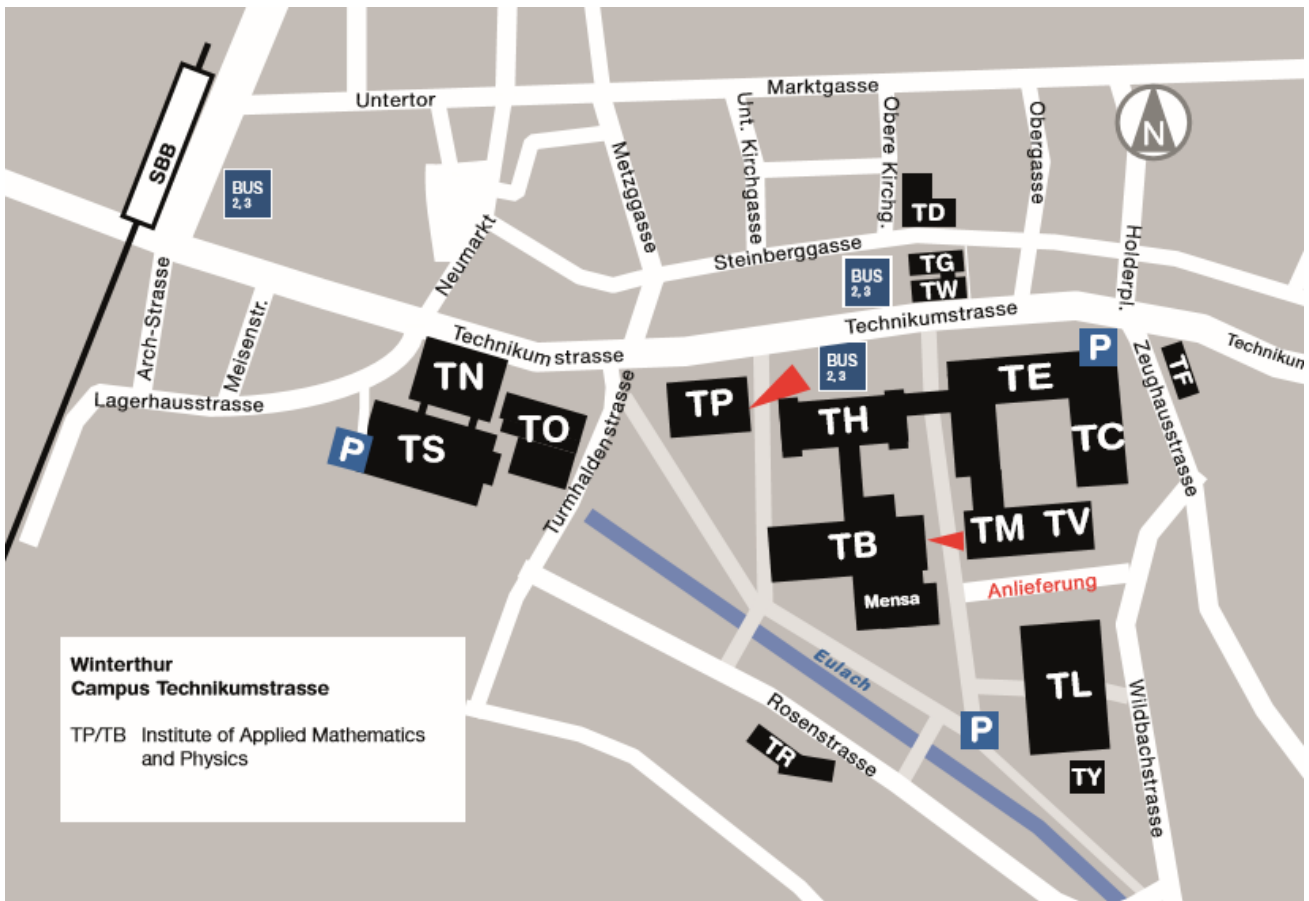 Marktgasse
Untertor
SBB
BUS
2, 3
Metzggasse
Unt. Kirchgasse
Obere Kirchg.
Obergasse
N
TD
Neumarkt
Steinberggasse
Holderpl.
TG
BUS
2, 3
TW
Arch-Strasse
Meisenstr.
Technikumstrasse
Technikumstrasse
Technikum
BUS
2, 3
P
TF
Zeughausstrasse
Lagerhausstrasse
TN
TP
TE
TO
TH
TC
P
TS
Turmhaldenstrasse
TB
TM
TV
Anlieferung
Mensa
Eulach
TL
Wildbachstrasse
Rosenstrasse
P
TR
TY
Winterthur
Campus Technikumstrasse
TP/TB Institute of Applied Mathematics
and Physics